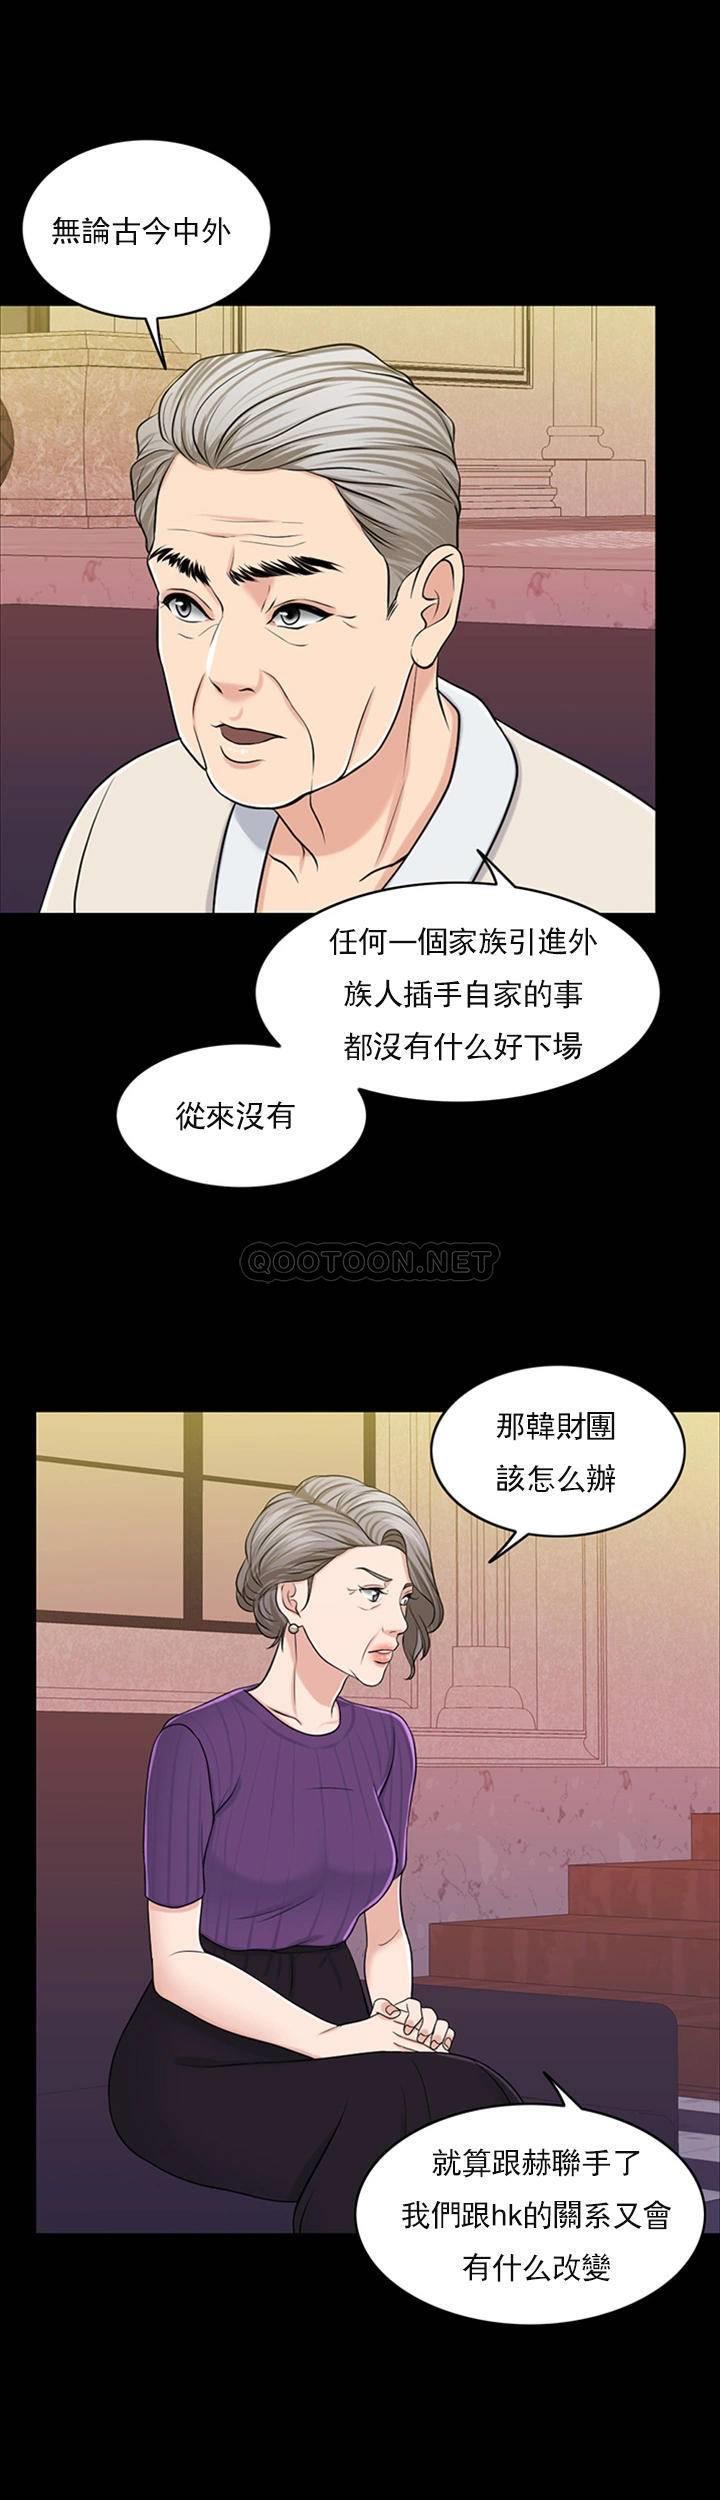 無論古今中外
任何一個家族引進外
族人插手自家的事
都沒有什么好下場
從來沒有
QOOTOON.NET
那韓財團
該怎么辦
就算跟赫聯手了
我們跟hk的關系又會
有什么改變